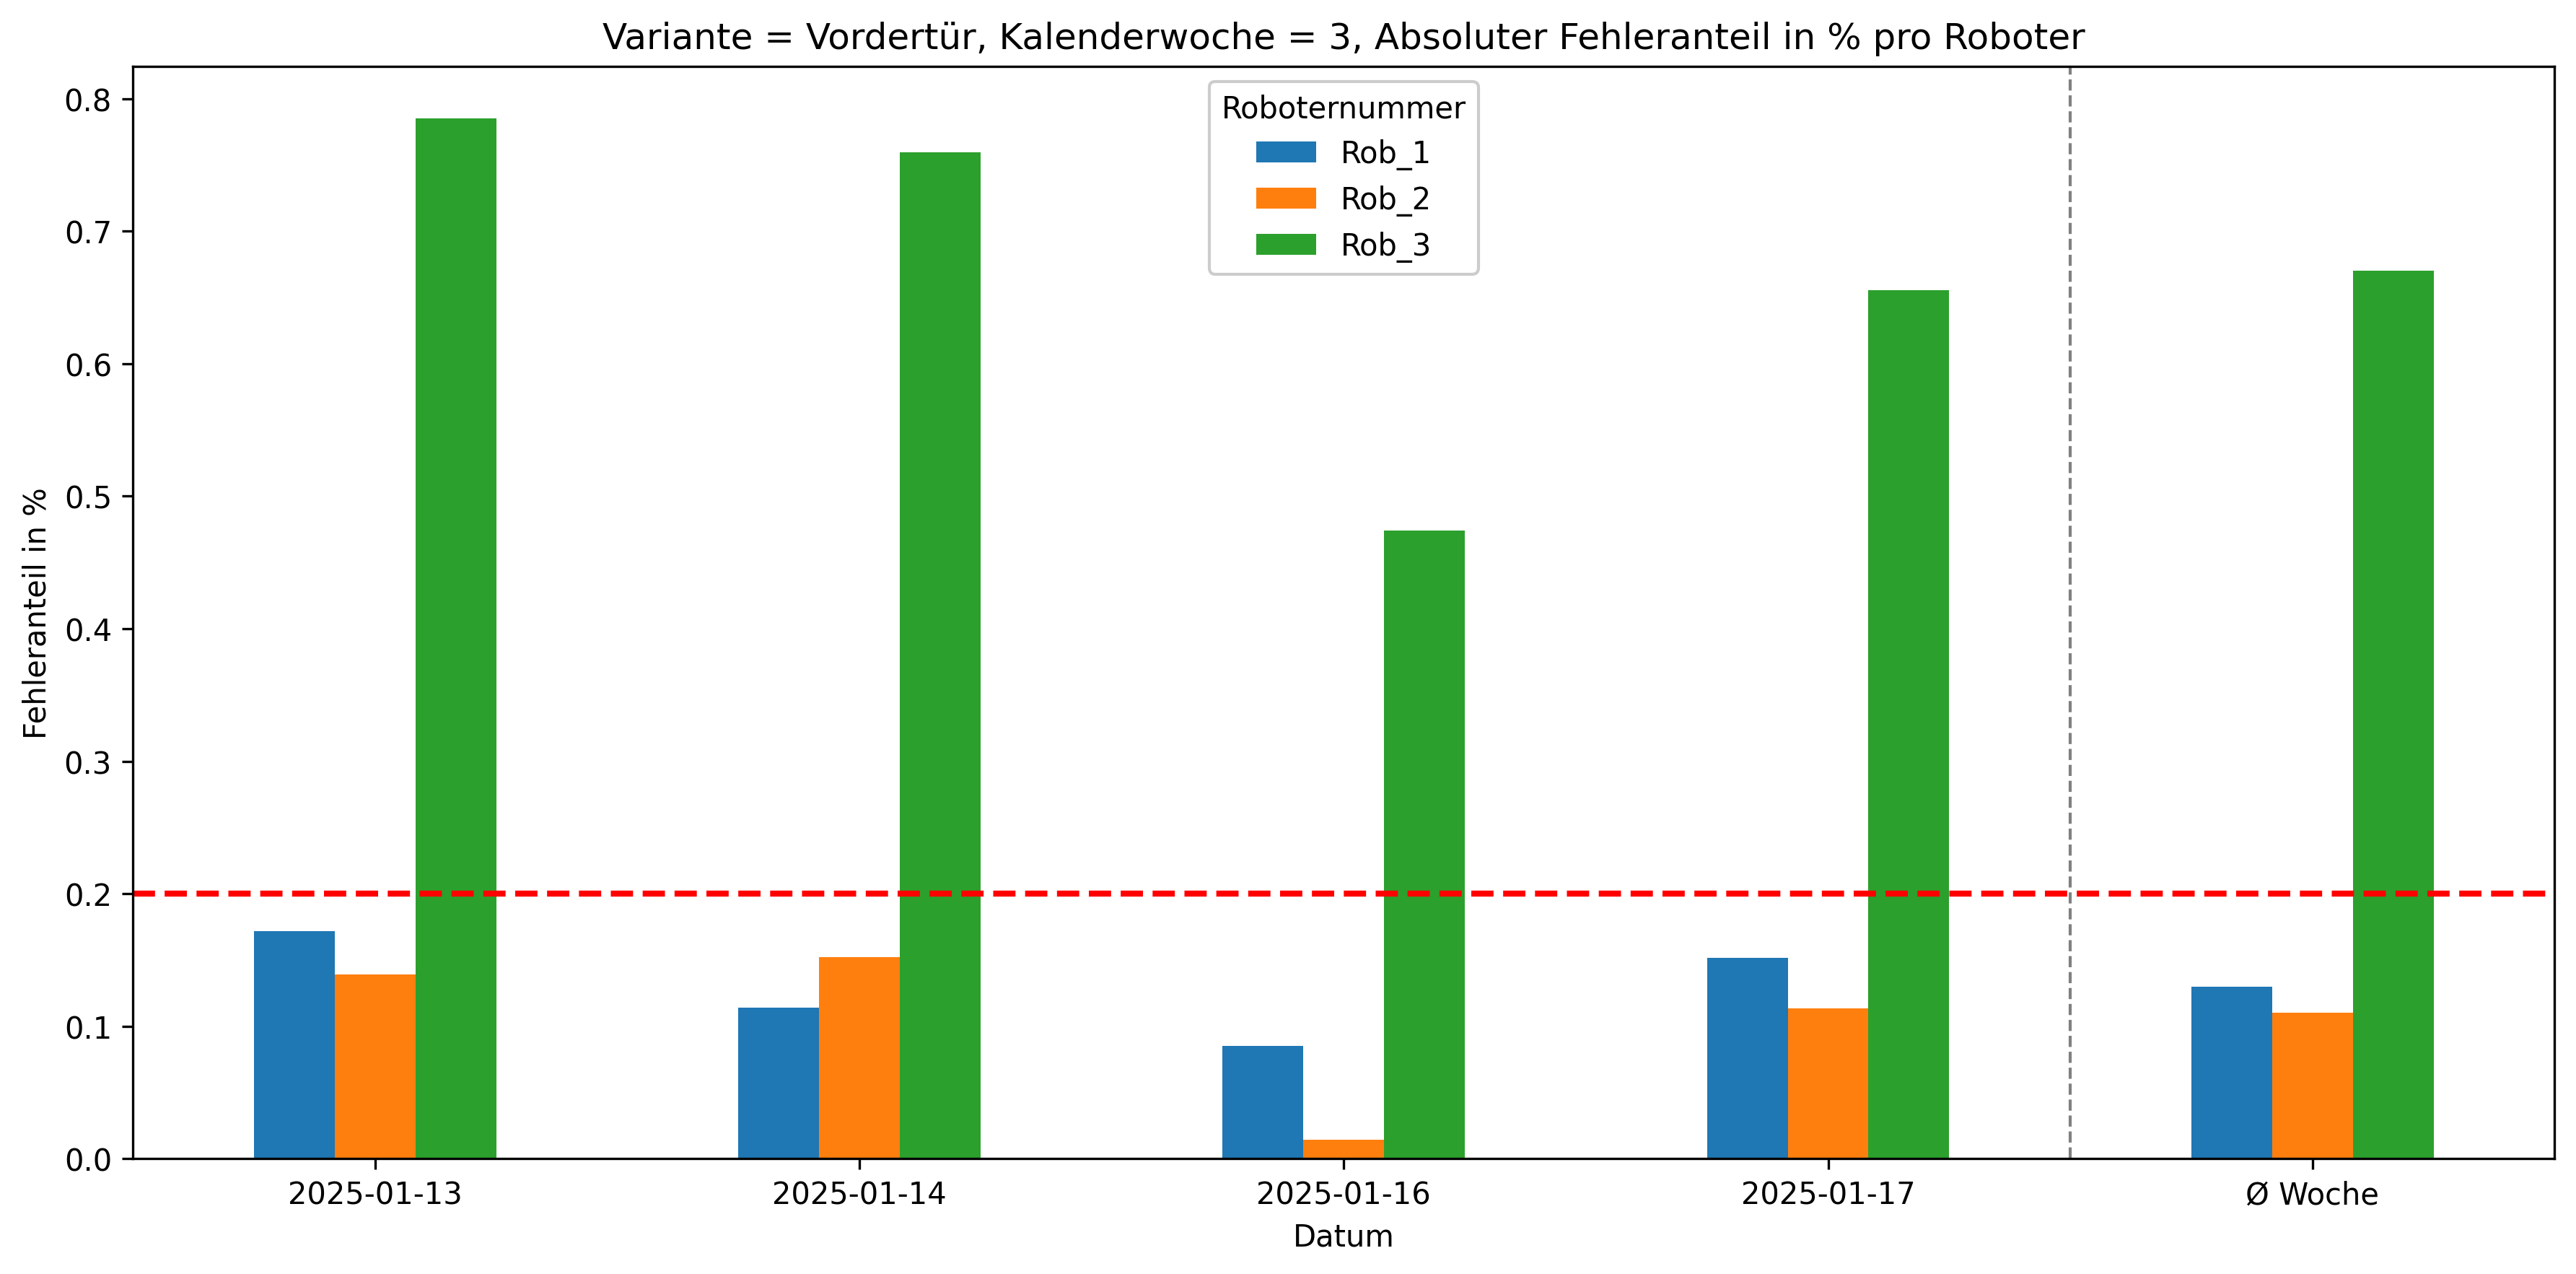 Variante = Vordertür, Kalenderwoche = 3, Absoluter Fehleranteil in % pro Roboter
Roboternummer
Rob_1
Rob_2
Rob_3
Fehleranteil in %
0.8
0.7
0.6
0.5
0.4
0.3
0.2
0.1
0.0
2025-01-13
2025-01-14
2025-01-16
2025-01-17
Ø Woche
Datum